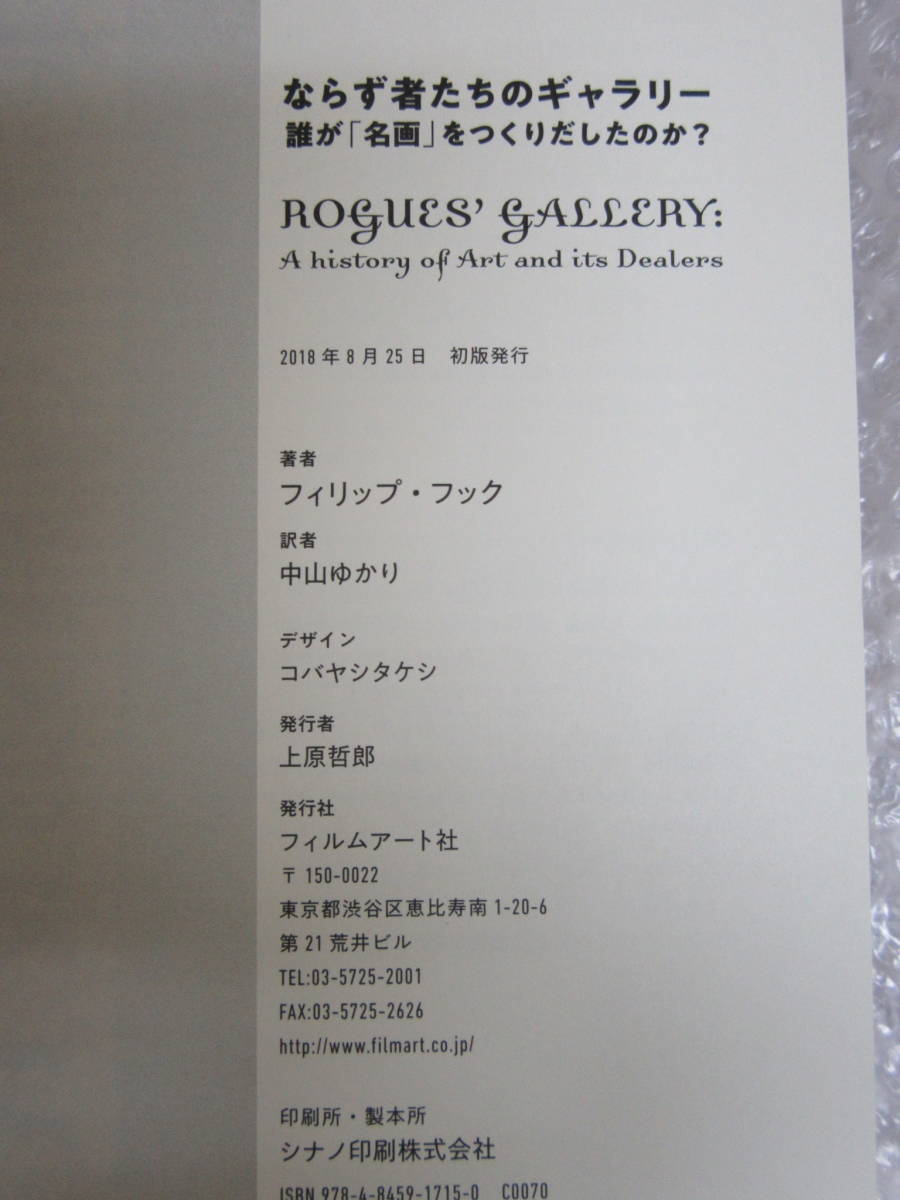 ならず者たちのギャラリー
誰が「名画」をつくりだしたのか?
ROGUES' GALLERY:
A history of Art and its Dealers
2018年8月25日 初版発行
著者
フィリップ・フック
訳者
中山ゆかり
デザイン
コバヤシタケシ
発行者
上原哲郎
発行社
フィルムアート社
〒150-0022
東京都渋谷区恵比寿南1-20-6
第21荒井ビル
TEL:03-5725-2001
FAX:03-5725-2626
http://www.filmart.co.jp/
印刷所・製本所
シナノ印刷株式会社
ISBN 978-4-8459-1715-0 C0070